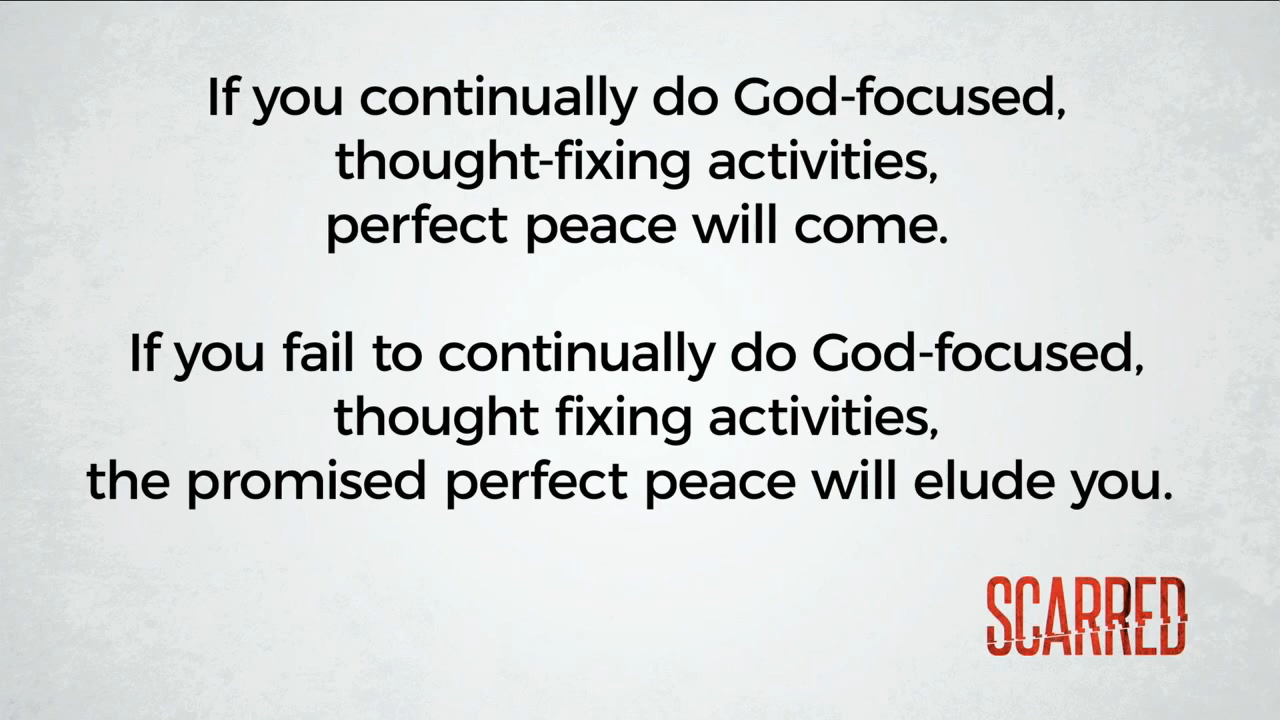 If you continually do God-focused,
thought-fixing activities,
perfect peace will come.
If you fail to continually do God-focused,
thought fixing activities,
the promised perfect peace will elude you.
SCARRED